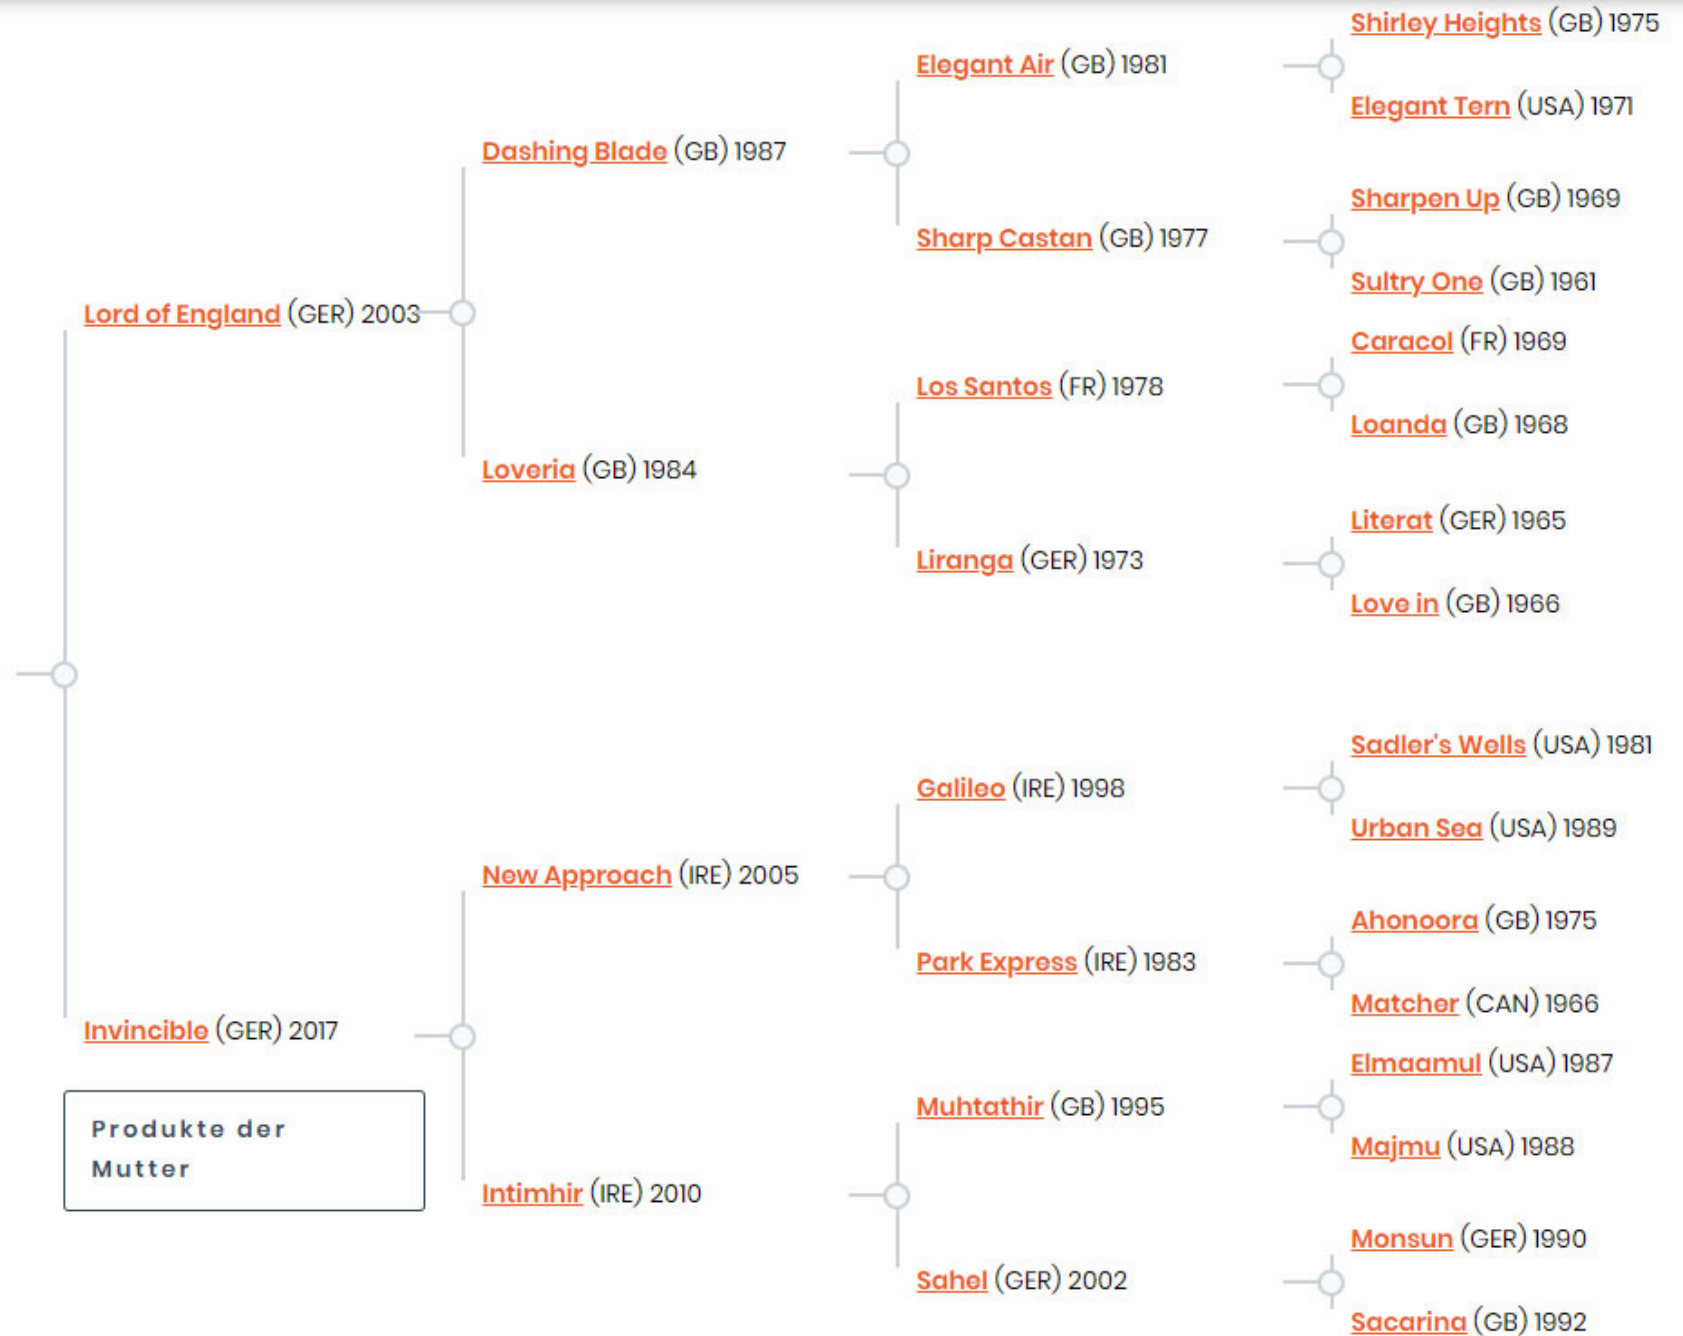 Shirley Heights (GB) 1975
Elegant Air (GB) 1981
Elegant Tern (USA) 1971
Dashing Blade (GB) 1987
Sharpen Up (GB) 1969
Sharp Castan (GB) 1977
Sultry One (GB) 1961
Lord of England (GER) 2003
Caracol (FR) 1969
Los Santos (FR) 1978
Loanda (GB) 1968
Loveria (GB) 1984
Literat (GER) 1965
Liranga (GER) 1973
Love in (GB) 1966
Sadler's Wells (USA) 1981
Galileo (IRE) 1998
Urban Sea (USA) 1989
New Approach (IRE) 2005
Ahonoora (GB) 1975
Park Express (IRE) 1983
Matcher (CAN) 1966
Invincible (GER) 2017
Elmaamul (USA) 1987
Muhtathir (GB) 1995
Produkte der
Mutter
Majmu (USA) 1988
Intimhir (IRE) 2010
Monsun (GER) 1990
Sahel (GER) 2002
Sacarina (GB) 1992